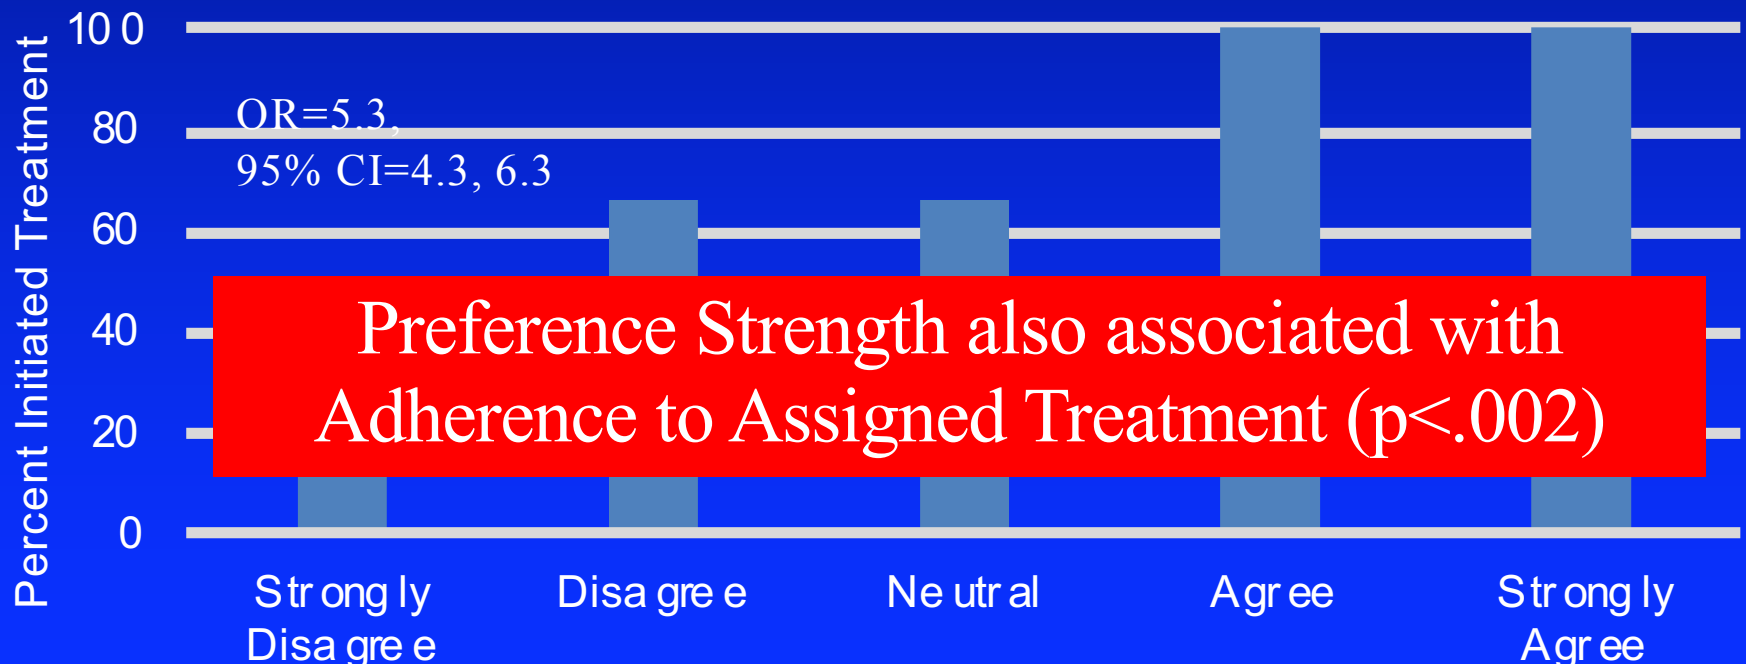 Percent Initiated Treatment
100
80
60
40
20
0
OR=5.3,
95% CI=4.3, 6.3
Preference Strength also associated with
Adherence to Assigned Treatment (p<.002)
Strongly
Disagree
Disagree
Neutral
Agree
Strongly
Agree